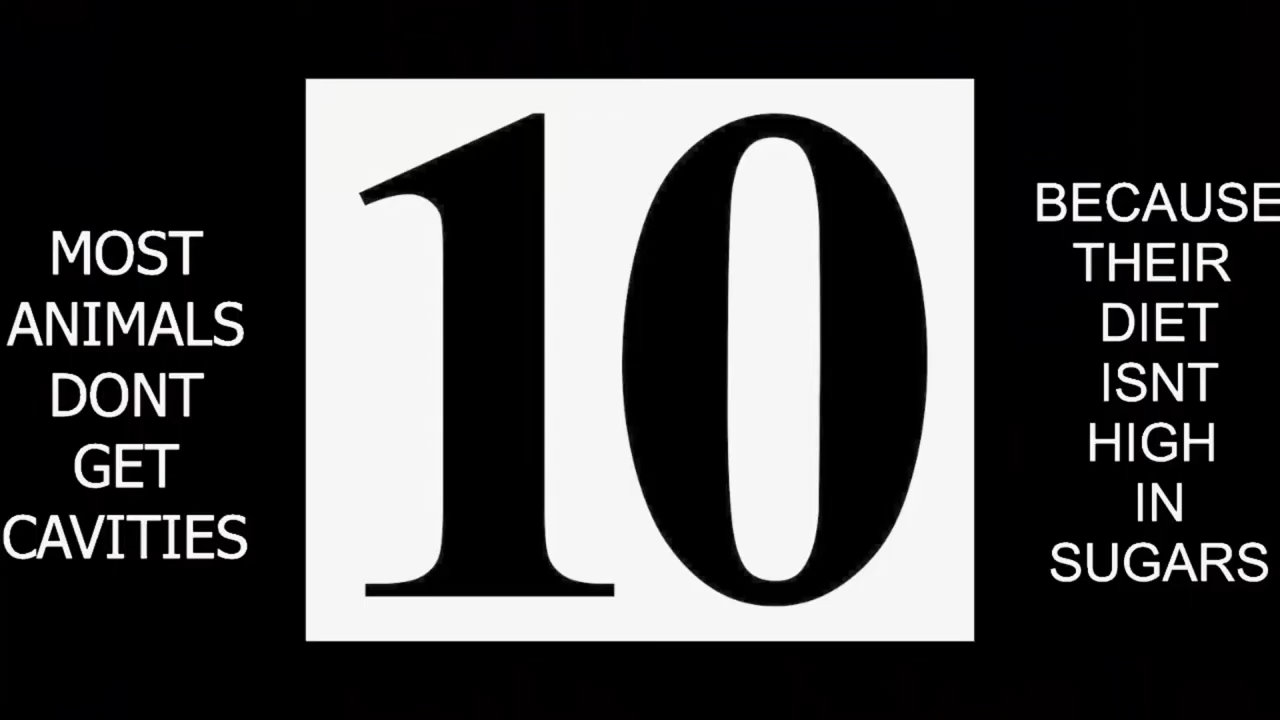 MOST
ANIMALS
DONT
GET
CAVITIES
10
BECAUSE
THEIR
DIET
ISNT
HIGH
IN
SUGARS